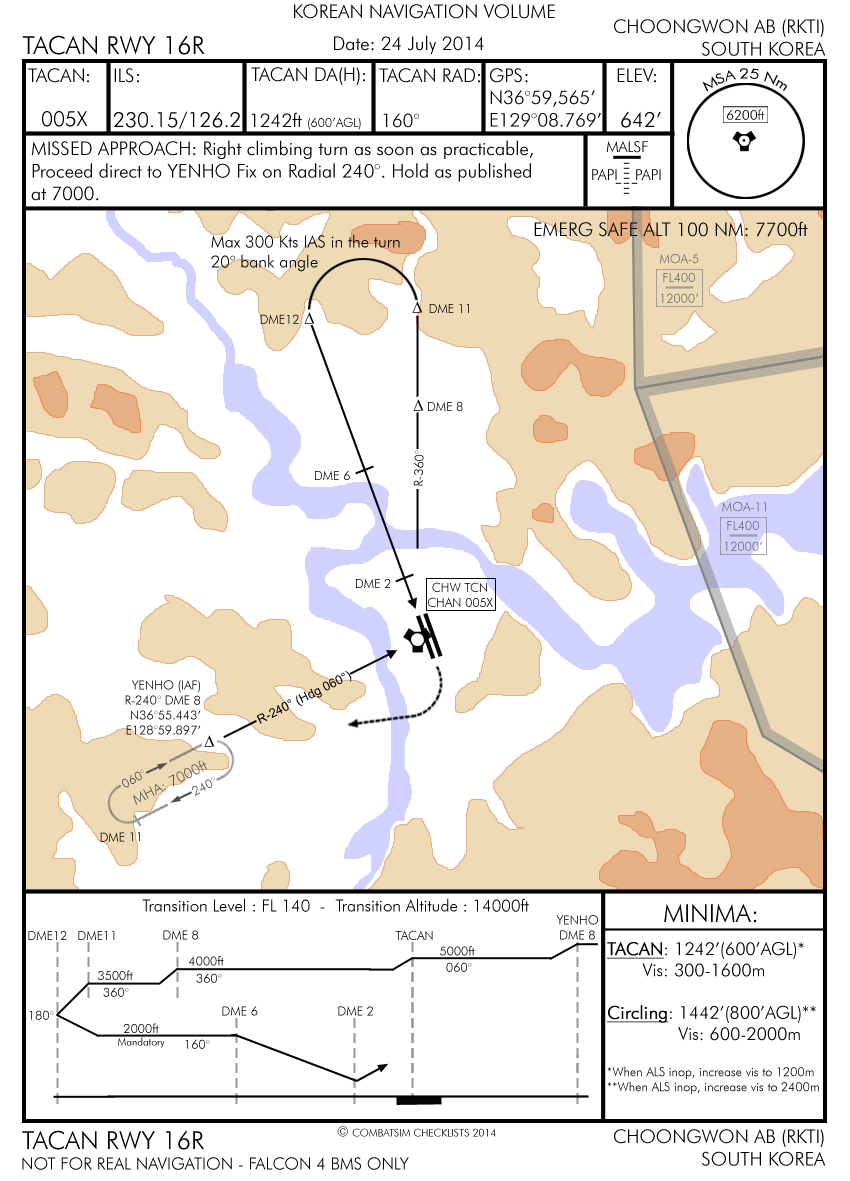 KOREAN NAVIGATION VOLUME
TACAN RWY 16R
Date: 24 July 2014
CHOONGWON AB (RKTI)
SOUTH KOREA
TACAN:
005X
ILS:
230.15/126.2
TACAN DA(H):
1242ft (600'AGL)
TACAN RAD:
160°
GPS:
N36°59,565'
E129°08.769'
ELEV:
642'
MSA 25 Nm
6200ft
MISSED APPROACH: Right climbing turn as soon as practicable,
Proceed direct to YENHO Fix on Radial 240°. Hold as published
at 7000.
MALSF
PAPI PAPI
EMERG SAFE ALT 100 NM: 7700ft
Max 300 Kts IAS in the turn
20° bank angle
MOA-5
FL400
12000'
DME12
DME 11
DME 8
R-360°
DME 6
MOA-11
FL400
12000'
DME 2
CHW TCN
CHAN 005X
YENHO (IAF)
R-240° DME 8
N36°55.443'
E128°59.897'
R-240° (Hdg 060°)
060°
MHA: 7000ft
240°
DME 11
Transition Level : FL 140 - Transition Altitude : 14000ft
DME12
DME11
DME 8
TACAN
YENHO
DME 8
3500ft
360°
4000ft
360°
5000ft
060°
180°
2000ft
Mandatory
160°
DME 6
DME 2
MINIMA:
TACAN: 1242'(600'AGL)*
Vis: 300-1600m
Circling: 1442'(800'AGL)**
Vis: 600-2000m
*When ALS inop, increase vis to 1200m
**When ALS inop, increase vis to 2400m
TACAN RWY 16R
NOT FOR REAL NAVIGATION - FALCON 4 BMS ONLY
© COMBATSIM CHECKLISTS 2014
CHOONGWON AB (RKTI)
SOUTH KOREA